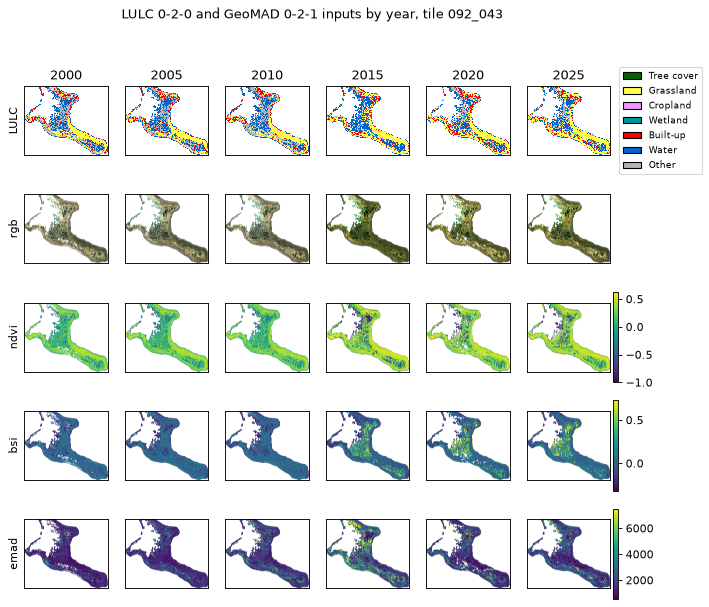 LULC 0-2-0 and GeoMAD 0-2-1 inputs by year, tile 092_043
2000 2005 2010 2015 2020 2025
LULC
Tree cover
Grassland
Cropland
Wetland
Built-up
Water
Other
rgb
ndvi
0.5
0.0
−0.5
−1.0
bsi
0.5
0.0
emad
6000
4000
2000